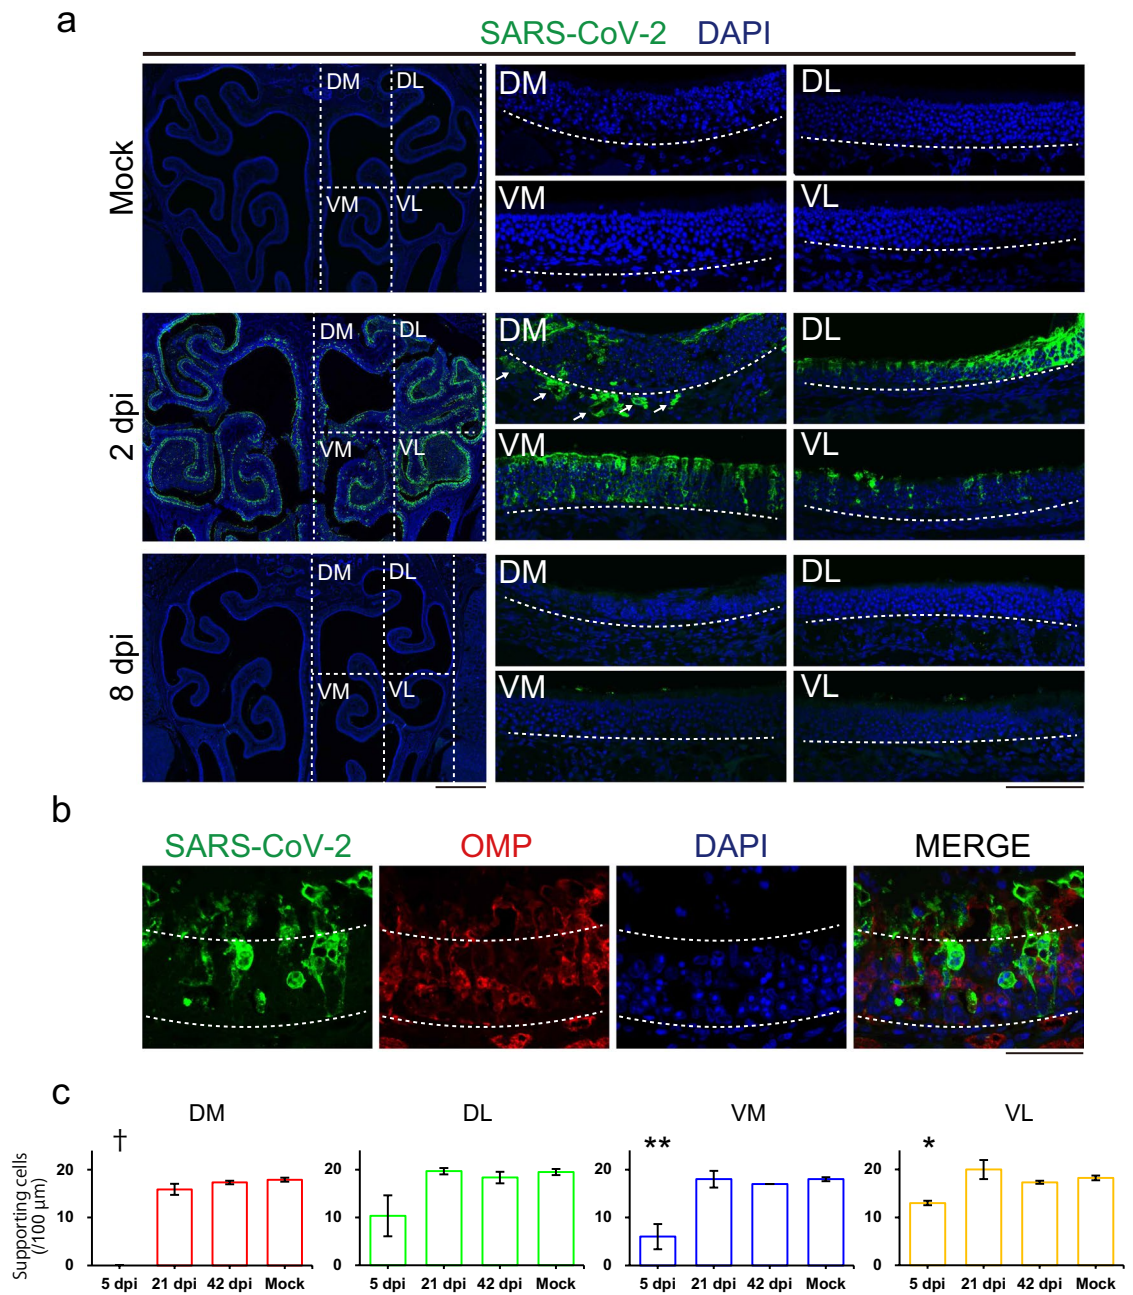 a
SARS-CoV-2 DAPI
Mock
DM DL
VM VL
DM
DL
VM
VL
2 dpi
DM DL
VM VL
DM
DL
VM
VL
8 dpi
DM DL
VM VL
DM
DL
VM
VL
b
SARS-CoV-2 OMP DAPI MERGE
c
DM DL VM VL
† ** *
Supporting cells
(/100 μm)
20 20 20 20
10 10 10 10
0 0 0 0
5 dpi 21 dpi 42 dpi Mock 5 dpi 21 dpi 42 dpi Mock 5 dpi 21 dpi 42 dpi Mock 5 dpi 21 dpi 42 dpi Mock